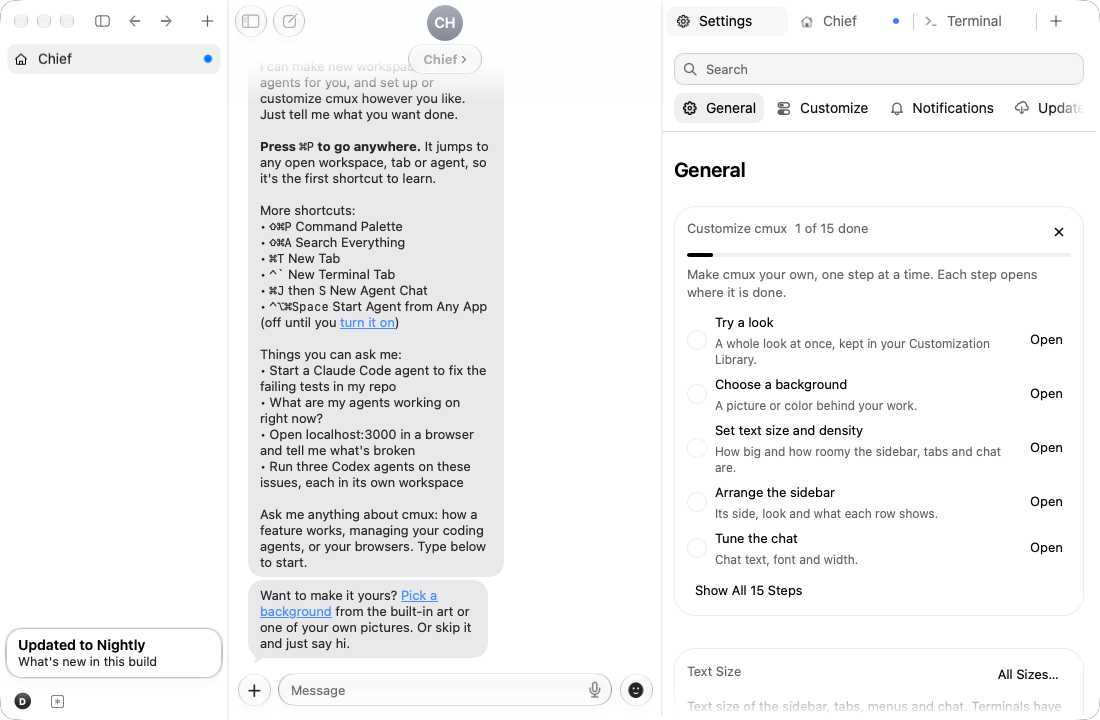 Chief
Updated to Nightly
What's new in this build
D
CH
Chief ›
I can make new workspac
agents for you, and set up or
customize cmux however you like.
Just tell me what you want done.
Press ⌘P to go anywhere. It jumps to
any open workspace, tab or agent, so
it's the first shortcut to learn.
More shortcuts:
• ⇧⌘P Command Palette
• ⇧⌘A Search Everything
• ⌘T New Tab
• ^` New Terminal Tab
• ⌘J then S New Agent Chat
• ^⌥⌘Space Start Agent from Any App
(off until you turn it on)
Things you can ask me:
• Start a Claude Code agent to fix the
failing tests in my repo
• What are my agents working on
right now?
• Open localhost:3000 in a browser
and tell me what's broken
• Run three Codex agents on these
issues, each in its own workspace
Ask me anything about cmux: how a
feature works, managing your coding
agents, or your browsers. Type below
to start.
Want to make it yours? Pick a
background from the built-in art or
one of your own pictures. Or skip it
and just say hi.
Message
Settings
Chief
Terminal
Search
General
Customize
Notifications
Update
General
Customize cmux 1 of 15 done
Make cmux your own, one step at a time. Each step opens
where it is done.
Try a look
A whole look at once, kept in your Customization
Library.
Open
Choose a background
A picture or color behind your work.
Open
Set text size and density
How big and how roomy the sidebar, tabs and chat
are.
Open
Arrange the sidebar
Its side, look and what each row shows.
Open
Tune the chat
Chat text, font and width.
Open
Show All 15 Steps
Text Size
All Sizes...
Text size of the sidebar, tabs, menus and chat. Terminals have